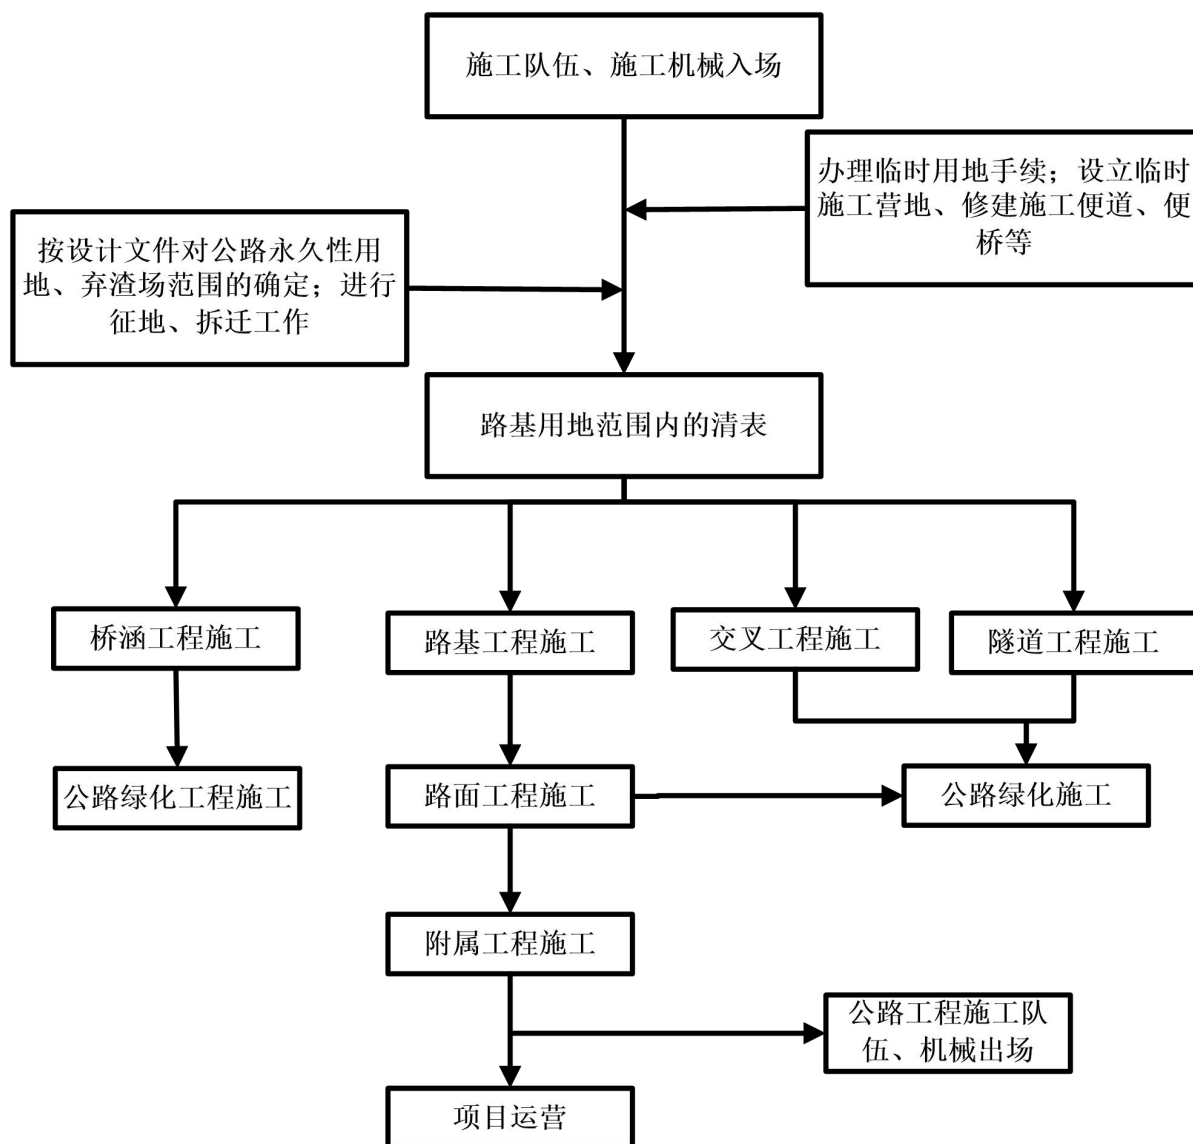 施工队伍、施工机械入场
办理临时用地手续；设立临时
施工营地、修建施工便道、便
桥等
按设计文件对公路永久性用
地、弃渣场范围的确定；进行
征地、拆迁工作
路基用地范围内的清表
桥涵工程施工
路基工程施工
交叉工程施工
隧道工程施工
公路绿化工程施工
路面工程施工
公路绿化施工
附属工程施工
公路工程施工队
伍、机械出场
项目运营